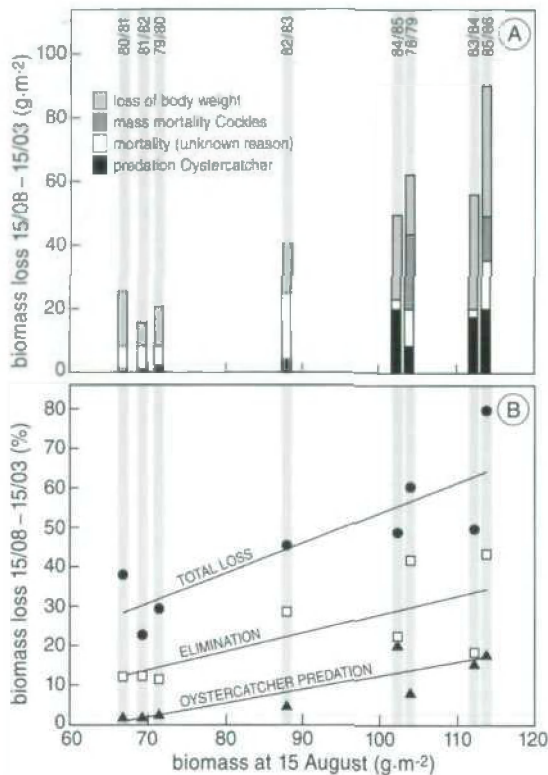 80/81
81/82
79/80
82/83
84/85
78/79
83/84
85/86
A
100
80
60
40
20
0
biomass loss 15/08 – 15/03 (g.m-2)
loss of body weight
mass mortality Cockles
mortality (unknown reason)
predation Oystercatcher
B
80
70
60
50
40
30
20
10
0
biomass loss 15/08 – 15/03 (%)
TOTAL LOSS
ELIMINATION
OYSTERCATCHER PREDATION
60 70 80 90 100 110 120
biomass at 15 August (g.m-2)